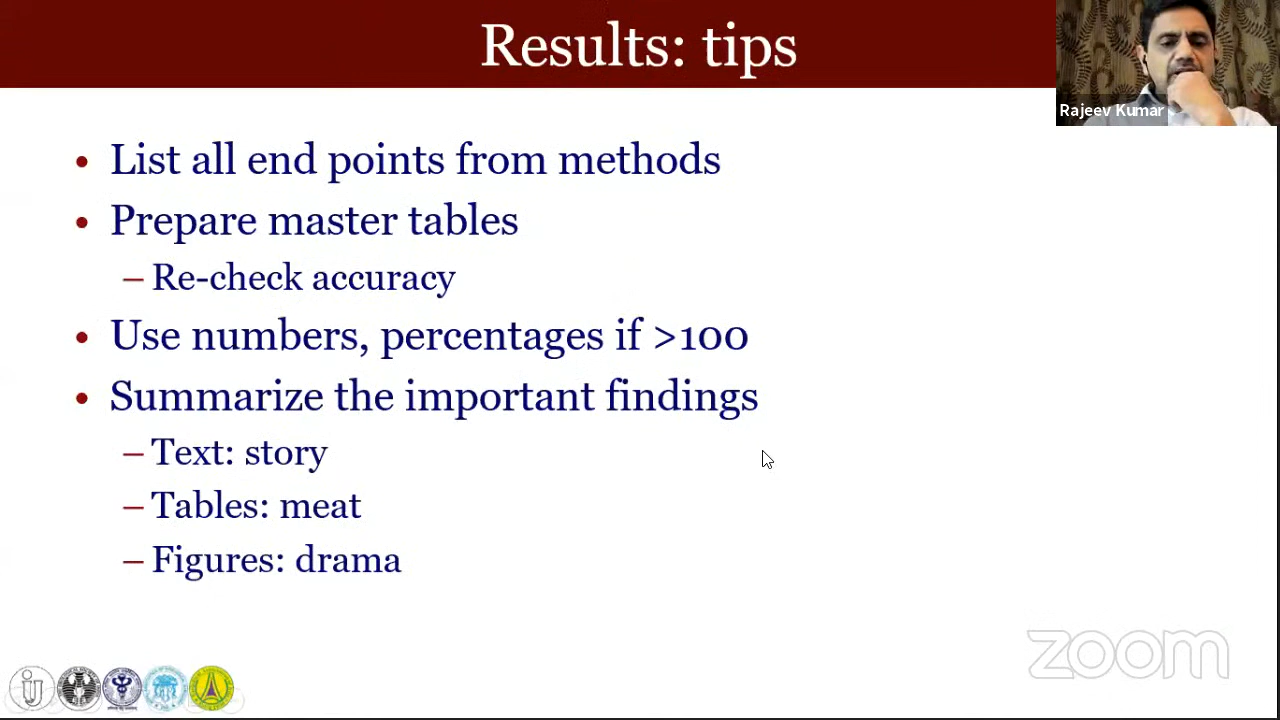 Results: tips
Rajeev Kumar
• List all end points from methods
• Prepare master tables
– Re-check accuracy
• Use numbers, percentages if >100
• Summarize the important findings
– Text: story
– Tables: meat
– Figures: drama
zoom